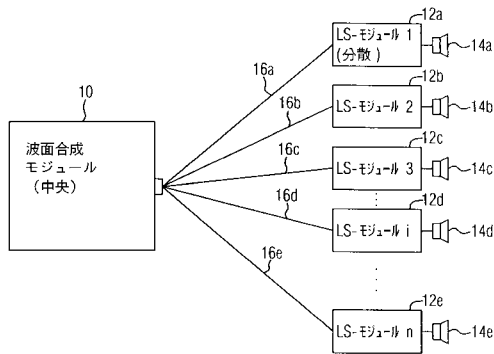 10
波面合成
モジュール
(中央)
16a
16b
16c
16d
16e
12a
LS-モジュール 1
(分散)
14a
12b
LS-モジュール 2
14b
12c
LS-モジュール 3
14c
12d
LS-モジュール i
14d
12e
LS-モジュール n
14e